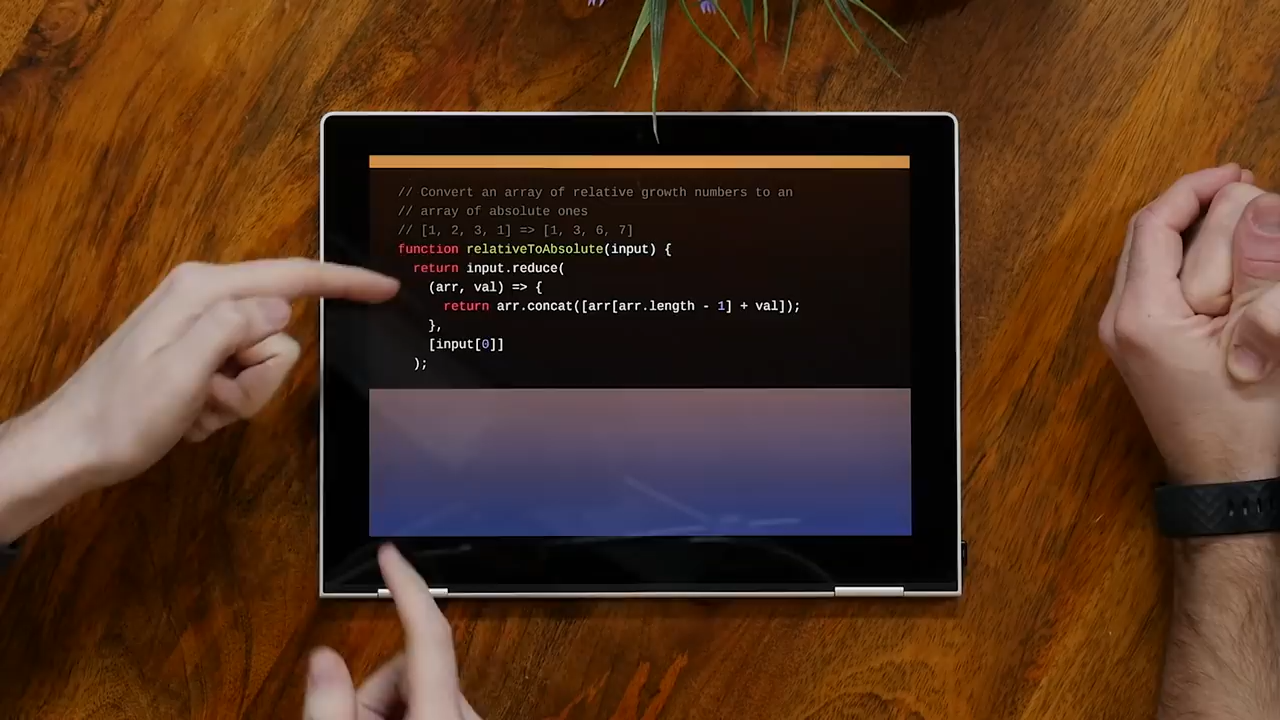 // Convert an array of relative growth numbers to an
// array of absolute ones
// [1, 2, 3, 1] => [1, 3, 6, 7]
function relativeToAbsolute(input) {
  return input.reduce(
    (arr, val) => {
      return arr.concat([arr[arr.length - 1] + val]);
    },
    [input[0]]
  );